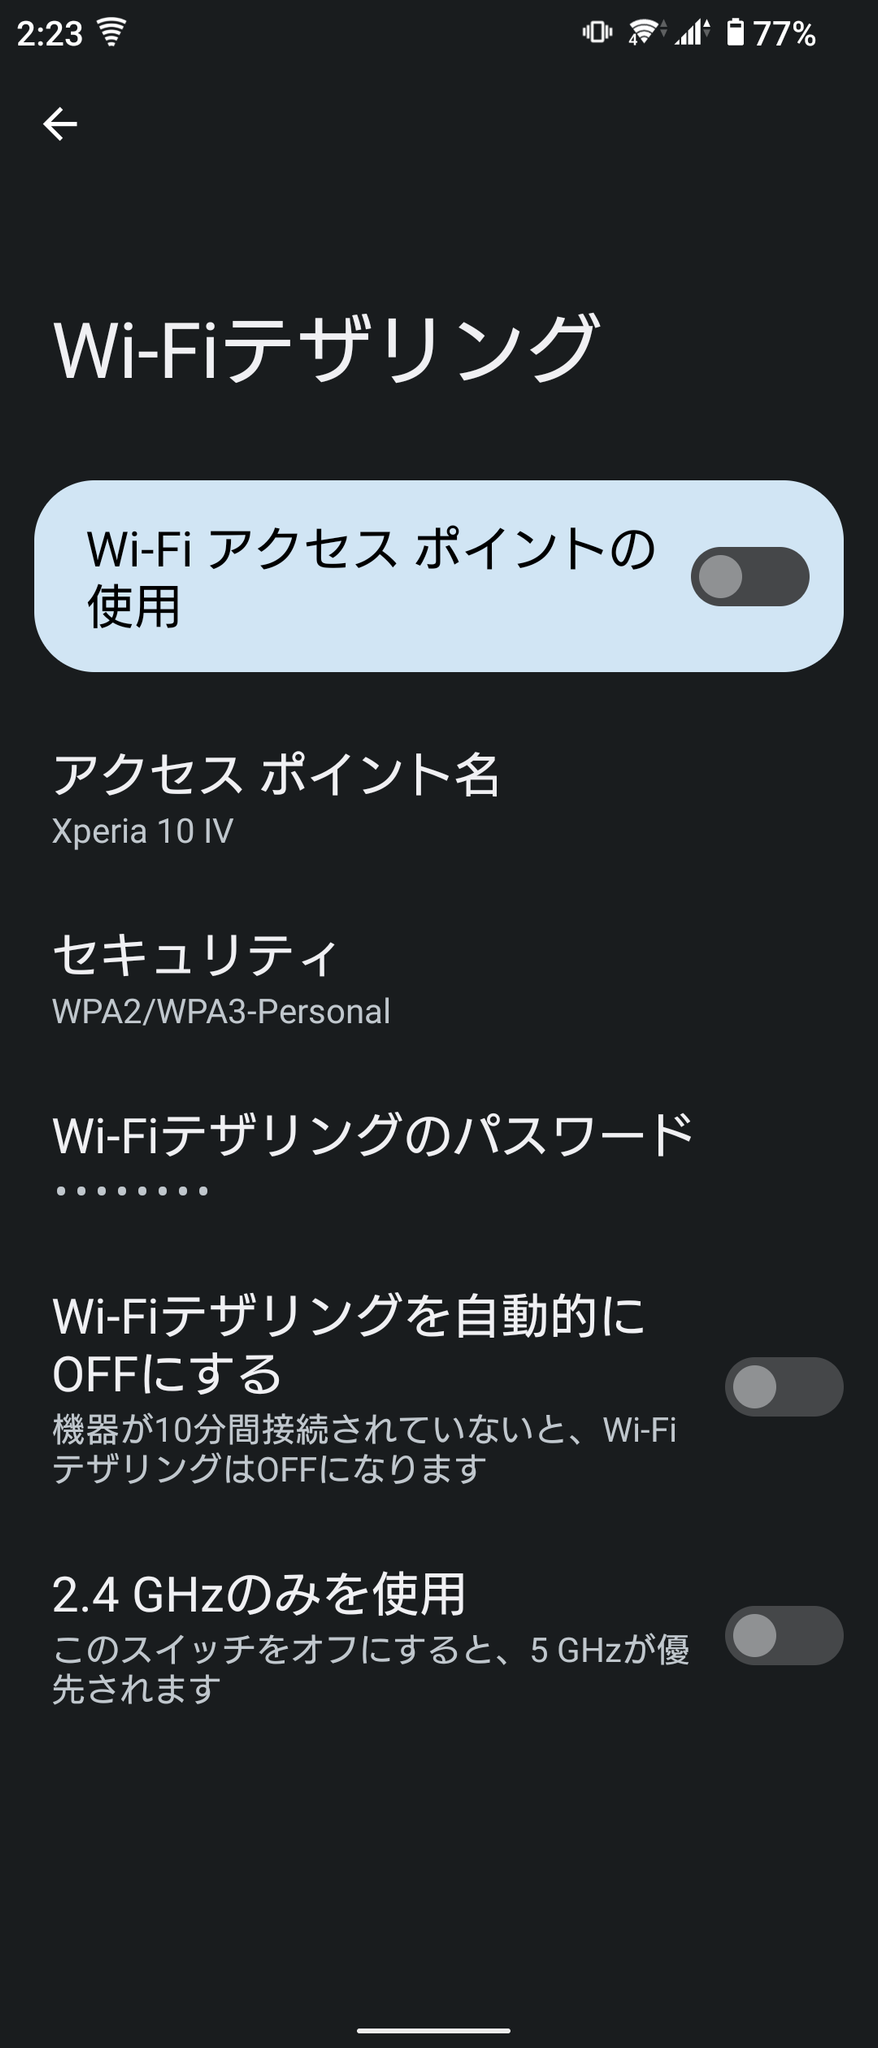 2:23
4
77%
Wi-Fiテザリング
Wi-Fi アクセス ポイントの
使用
アクセス ポイント名
Xperia 10 IV
セキュリティ
WPA2/WPA3-Personal
Wi-Fiテザリングのパスワード
••••••••
Wi-Fiテザリングを自動的に
OFFにする
機器が10分間接続されていないと、Wi-Fi
テザリングはOFFになります
2.4 GHzのみを使用
このスイッチをオフにすると、5 GHzが優
先されます